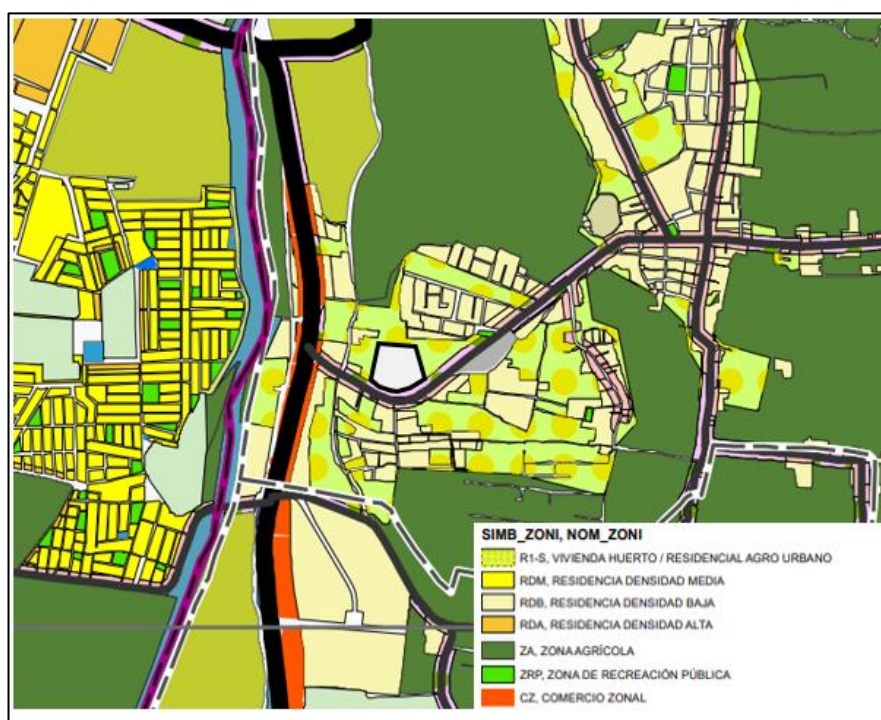 SIMB_ZONI, NOM_ZONI
R1-S, VIVIENDA HUERTO / RESIDENCIAL AGRO URBANO
RDM, RESIDENCIA DENSIDAD MEDIA
RDB, RESIDENCIA DENSIDAD BAJA
RDA, RESIDENCIA DENSIDAD ALTA
ZA, ZONA AGRÍCOLA
ZRP, ZONA DE RECREACIÓN PÚBLICA
CZ, COMERCIO ZONAL